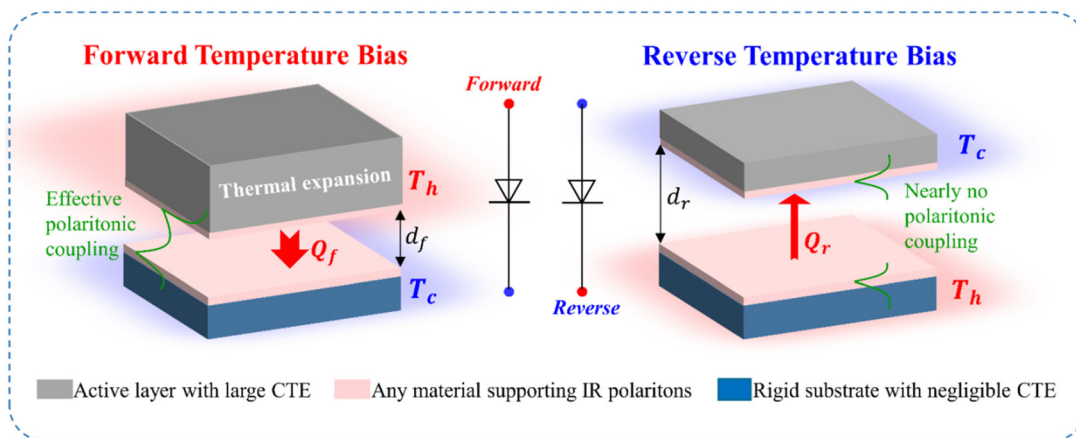 Forward Temperature Bias
Reverse Temperature Bias
Forward
Thermal expansion
T_h
T_c
Effective
polaritonic
coupling
d_f
Q_f
T_c
d_r
Q_r
Nearly no
polaritonic
coupling
T_h
Reverse
Active layer with large CTE
Any material supporting IR polaritons
Rigid substrate with negligible CTE